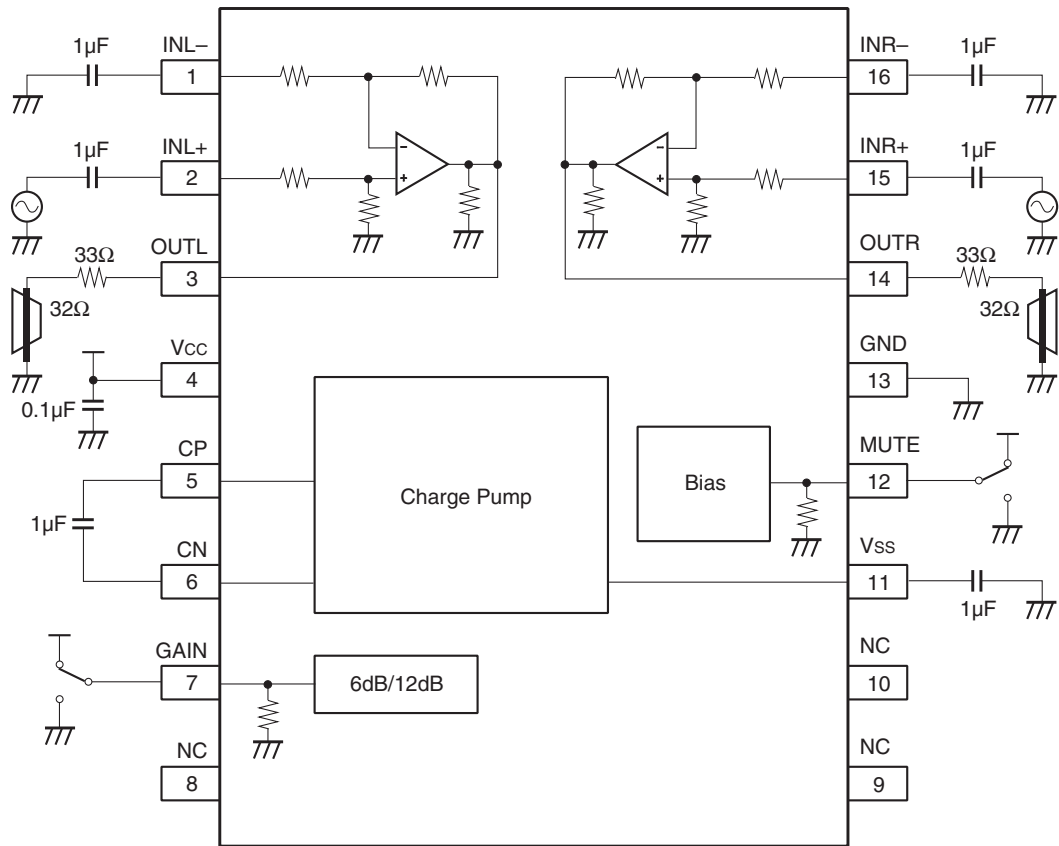 1µF
INL–
1
1µF
INL+
2
33Ω
OUTL
3
32Ω
VCC
4
0.1µF
CP
5
1µF
CN
6
GAIN
7
NC
8
–
+
–
+
Charge Pump
Bias
6dB/12dB
INR–
16
1µF
INR+
15
1µF
OUTR
14
33Ω
32Ω
GND
13
MUTE
12
VSS
11
1µF
NC
10
NC
9